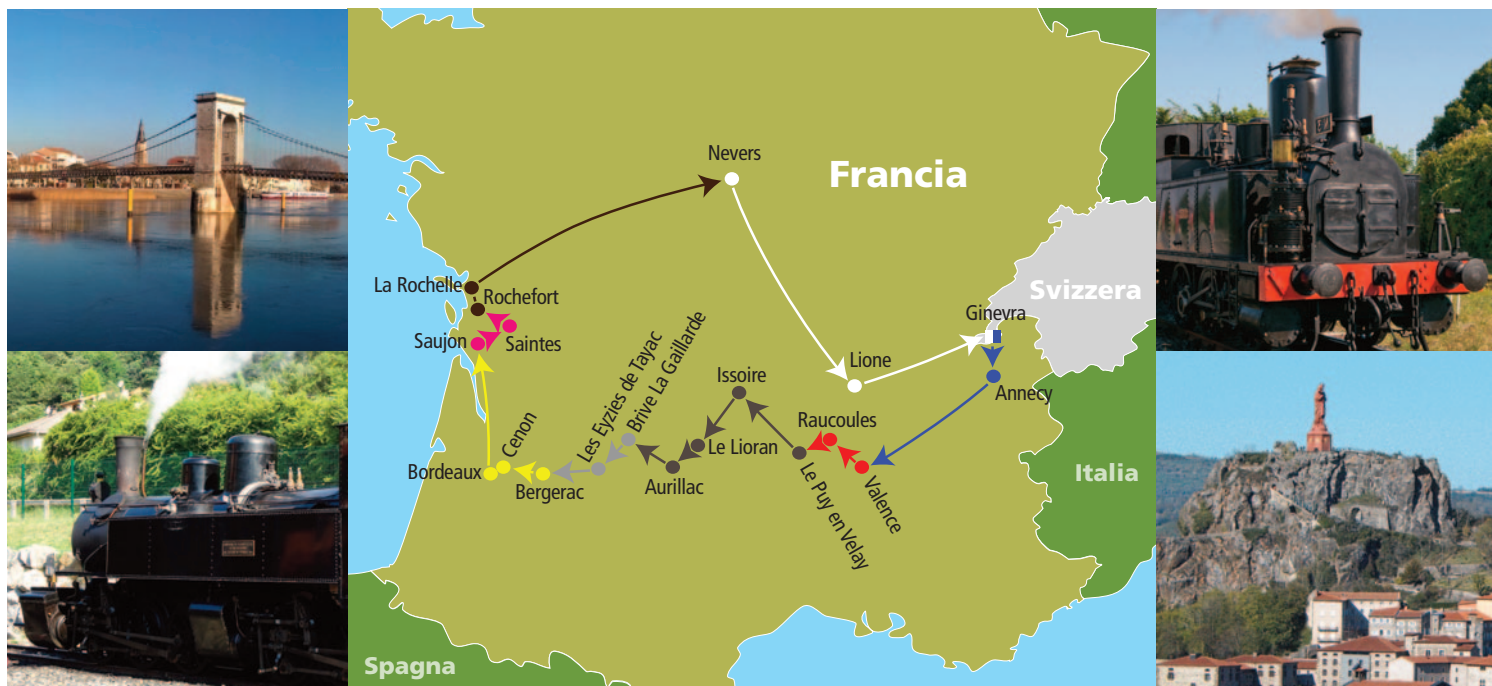 Nevers
Francia
La Rochelle
Rochefort
Svizzera
Ginevra
Saujon
Saintes
Les Eyzies de Tayac
Brive La Gaillarde
Lione
Issoire
Annecy
Raucoules
Cenon
Le Lioran
Bordeaux
Bergerac
Aurillac
Le Puy en Velay
Valence
Italia
Spagna